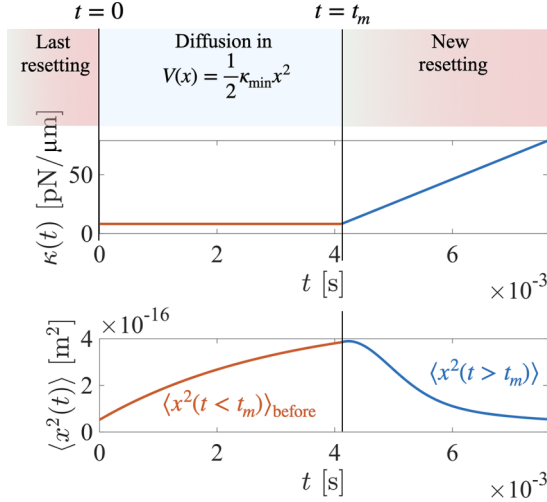 t = 0
t = t_m
Last
resetting
Diffusion in
V(x) = 1/2 κ_min x²
New
resetting
κ(t) [pN/μm]
50
0
0
2
4
6
t [s]
×10⁻³
×10⁻¹⁶
⟨x²(t)⟩ [m²]
4
2
0
⟨x²(t < t_m)⟩_before
⟨x²(t > t_m)⟩
0
2
4
6
t [s]
×10⁻³